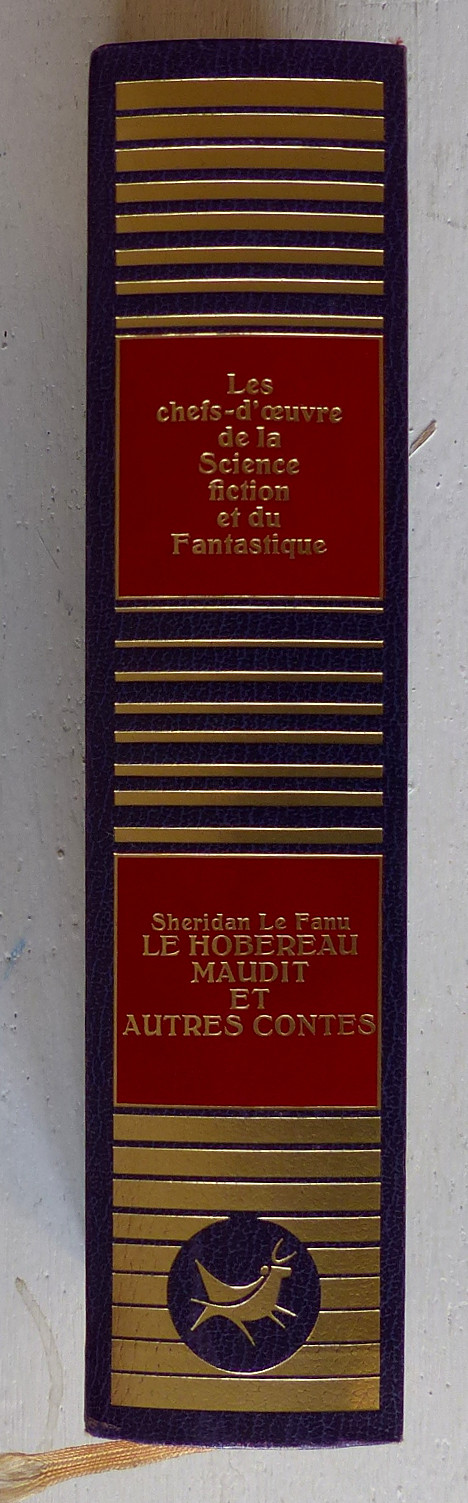 Les
chefs-d'œuvre
de la
Science
fiction
et du
Fantastique
Sheridan Le Fanu
LE HOBEREAU
MAUDIT
ET
AUTRES CONTES